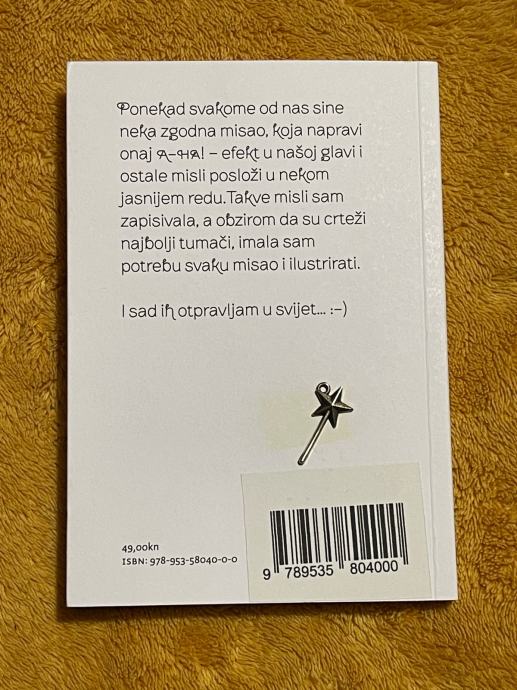 Ponekad svakome od nas sine
neka zgodna misao, koja napravi
onaj A-HA! – efekt u našoj glavi i
ostale misli posloži u nekom
jasnijem redu.Takve misli sam
zapisivala, a obzirom da su crteži
najbolji tumači, imala sam
potrebu svaku misao i ilustrirati.
I sad ih otpravljam u svijet... :-)
49,00kn
ISBN: 978-953-58040-0-0
9 789535 804000